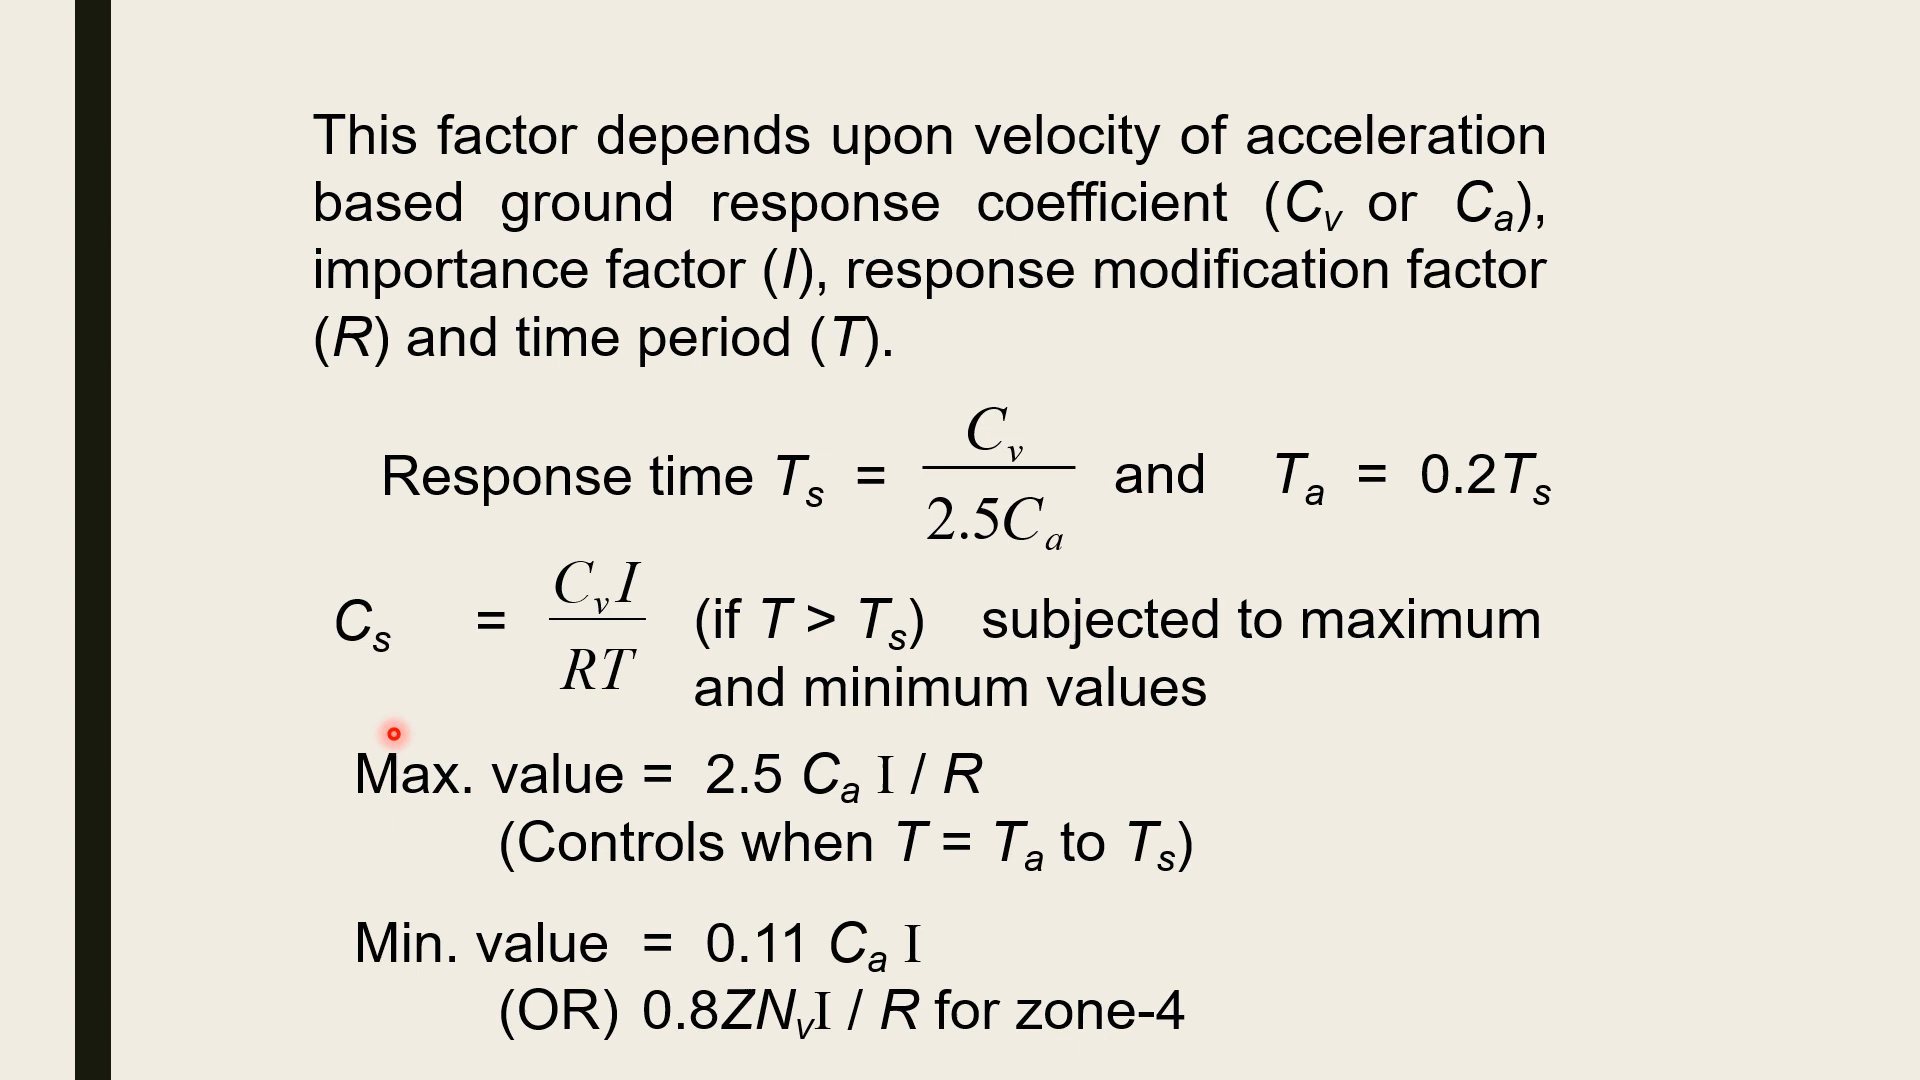 This factor depends upon velocity of acceleration
based ground response coefficient (Cv or Ca),
importance factor (I), response modification factor
(R) and time period (T).
Response time Ts = Cv / 2.5Ca and Ta = 0.2Ts
Cs = CvI / RT (if T > Ts) subjected to maximum
and minimum values
Max. value = 2.5 Ca I / R
(Controls when T = Ta to Ts)
Min. value = 0.11 Ca I
(OR) 0.8ZNvI / R for zone-4